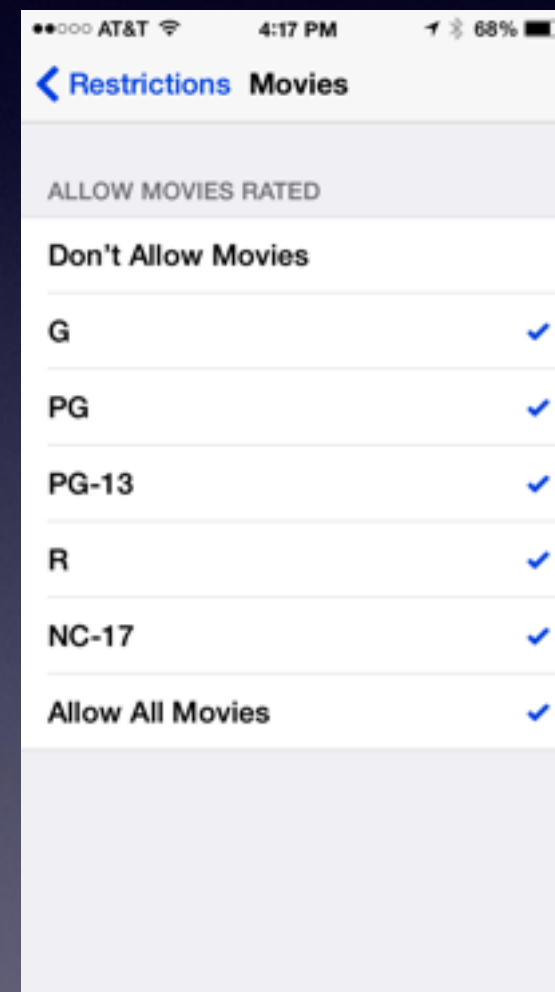 AT&T 4:17 PM 68%
Restrictions Movies
ALLOW MOVIES RATED
Don't Allow Movies
G
PG
PG-13
R
NC-17
Allow All Movies